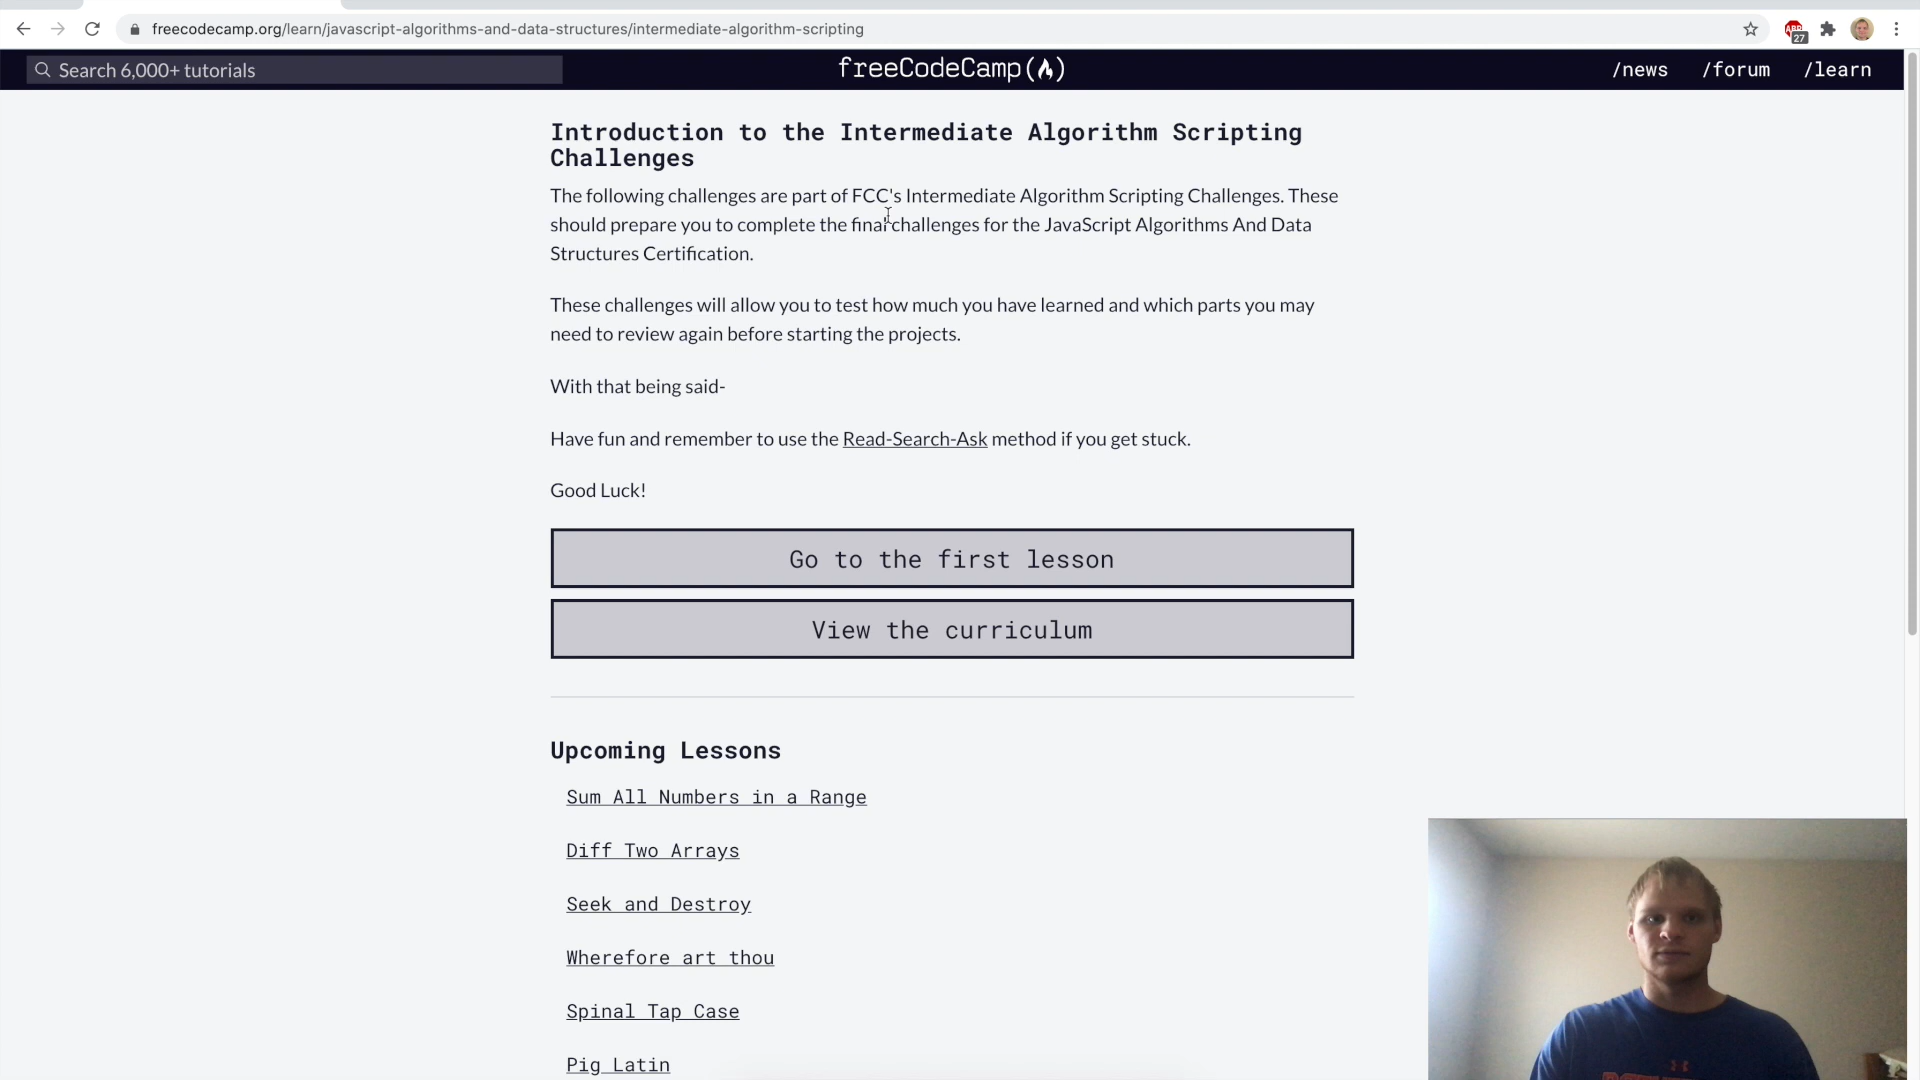 freecodecamp.org/learn/javascript-algorithms-and-data-structures/intermediate-algorithm-scripting
ABP
27
Search 6,000+ tutorials
freeCodeCamp
/news
/forum
/learn
Introduction to the Intermediate Algorithm Scripting
Challenges
The following challenges are part of FCC's Intermediate Algorithm Scripting Challenges. These
should prepare you to complete the final challenges for the JavaScript Algorithms And Data
Structures Certification.
These challenges will allow you to test how much you have learned and which parts you may
need to review again before starting the projects.
With that being said-
Have fun and remember to use the Read-Search-Ask method if you get stuck.
Good Luck!
Go to the first lesson
View the curriculum
Upcoming Lessons
Sum All Numbers in a Range
Diff Two Arrays
Seek and Destroy
Wherefore art thou
Spinal Tap Case
Pig Latin